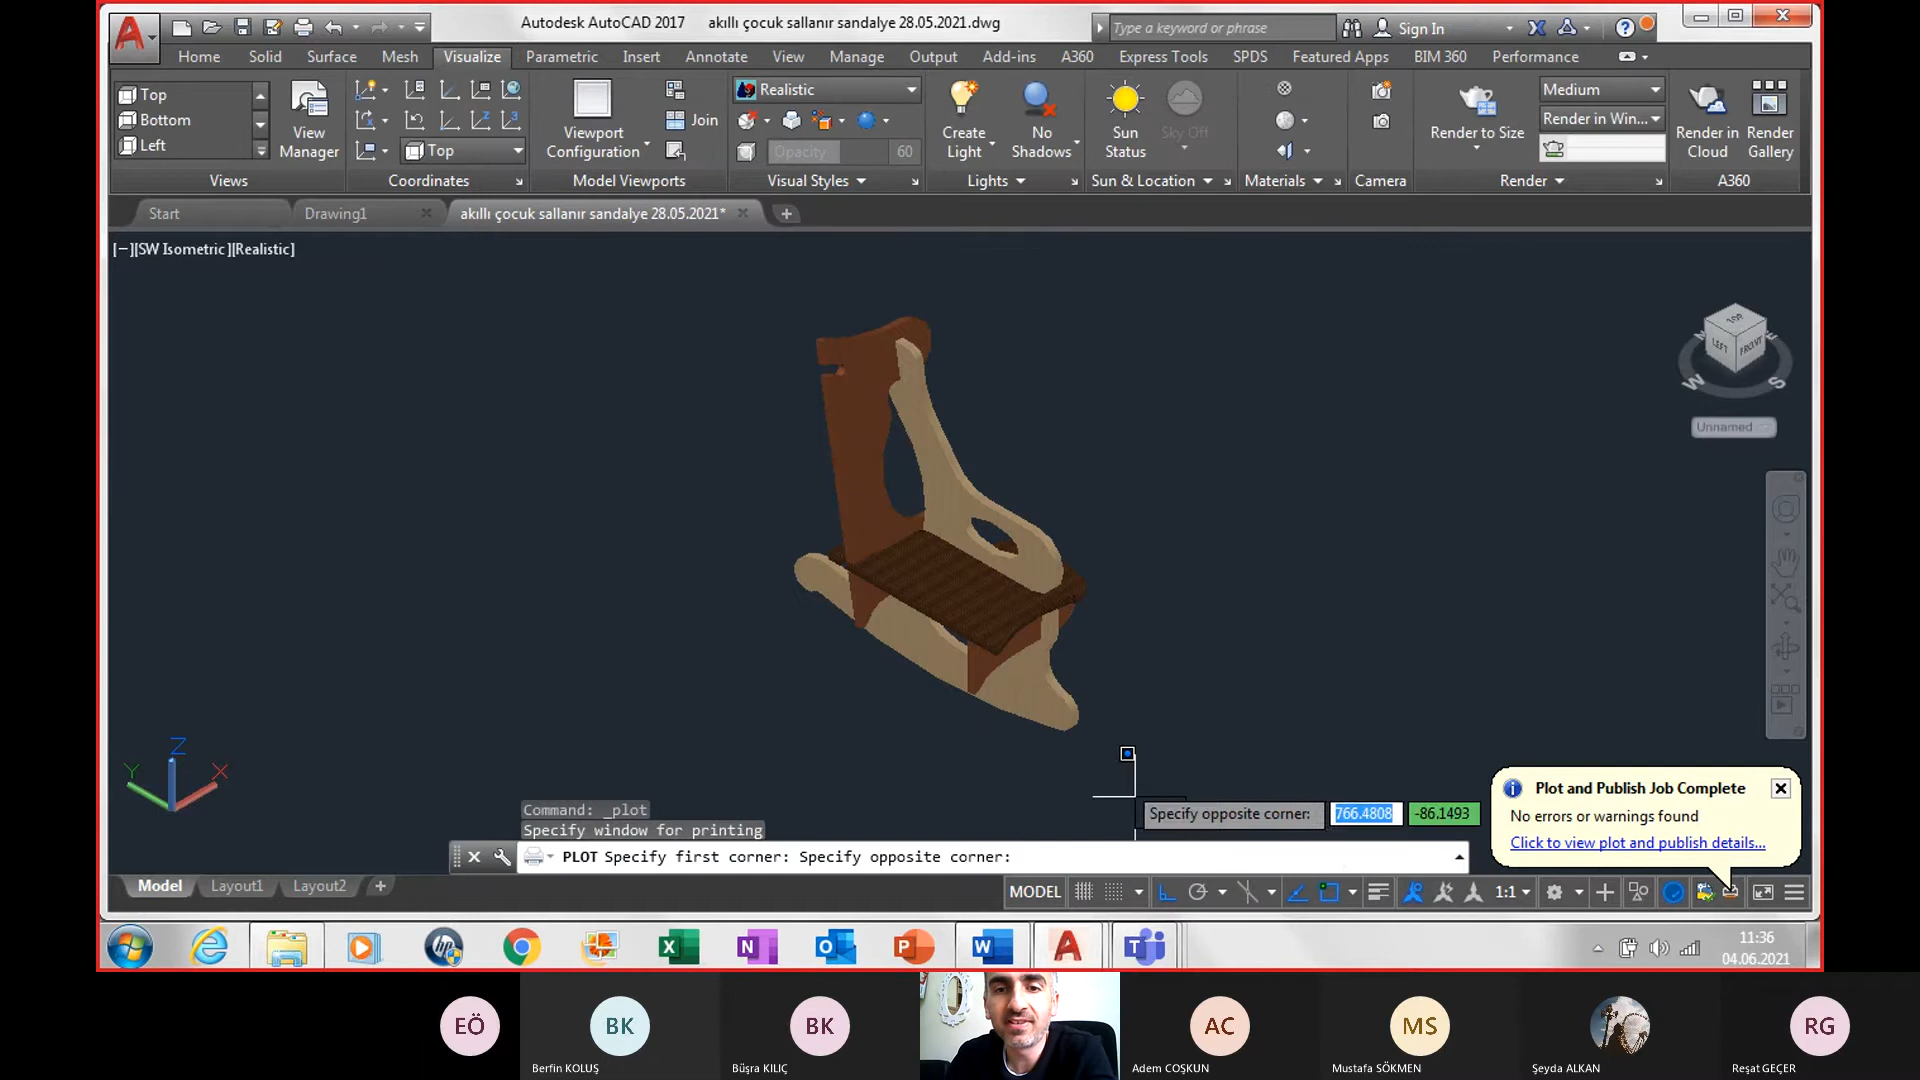 Autodesk AutoCAD 2017 akıllı çocuk sallanır sandalye 28.05.2021.dwg
Type a keyword or phrase
Sign In
Home Solid Surface Mesh Visualize Parametric Insert Annotate View Manage Output Add-ins A360 Express Tools SPDS Featured Apps BIM 360 Performance
Top
Bottom
Left
View
Manager
Views
Top
Coordinates
Viewport
Configuration
Join
Model Viewports
Realistic
Opacity 60
Visual Styles
Create
Light
No
Shadows
Lights
Sun
Status
Sky Off
Sun & Location
Materials
Camera
Render to Size
Medium
Render in Win...
Render
Render in
Cloud
Render
Gallery
A360
Start Drawing1 akıllı çocuk sallanır sandalye 28.05.2021*
[−][SW Isometric][Realistic]
TOP
LEFT FRONT
W S
Unnamed
Z
Y X
Command: _plot
Specify window for printing
PLOT Specify first corner: Specify opposite corner:
Specify opposite corner: 766.4808 -86.1493
Plot and Publish Job Complete
No errors or warnings found
Click to view plot and publish details...
Model Layout1 Layout2
MODEL 1:1
11:36
04.06.2021
EÖ
BK
Berfin KOLUŞ
BK
Büşra KILIÇ
AC
Adem COŞKUN
MS
Mustafa SÖKMEN
Şeyda ALKAN
RG
Reşat GEÇER